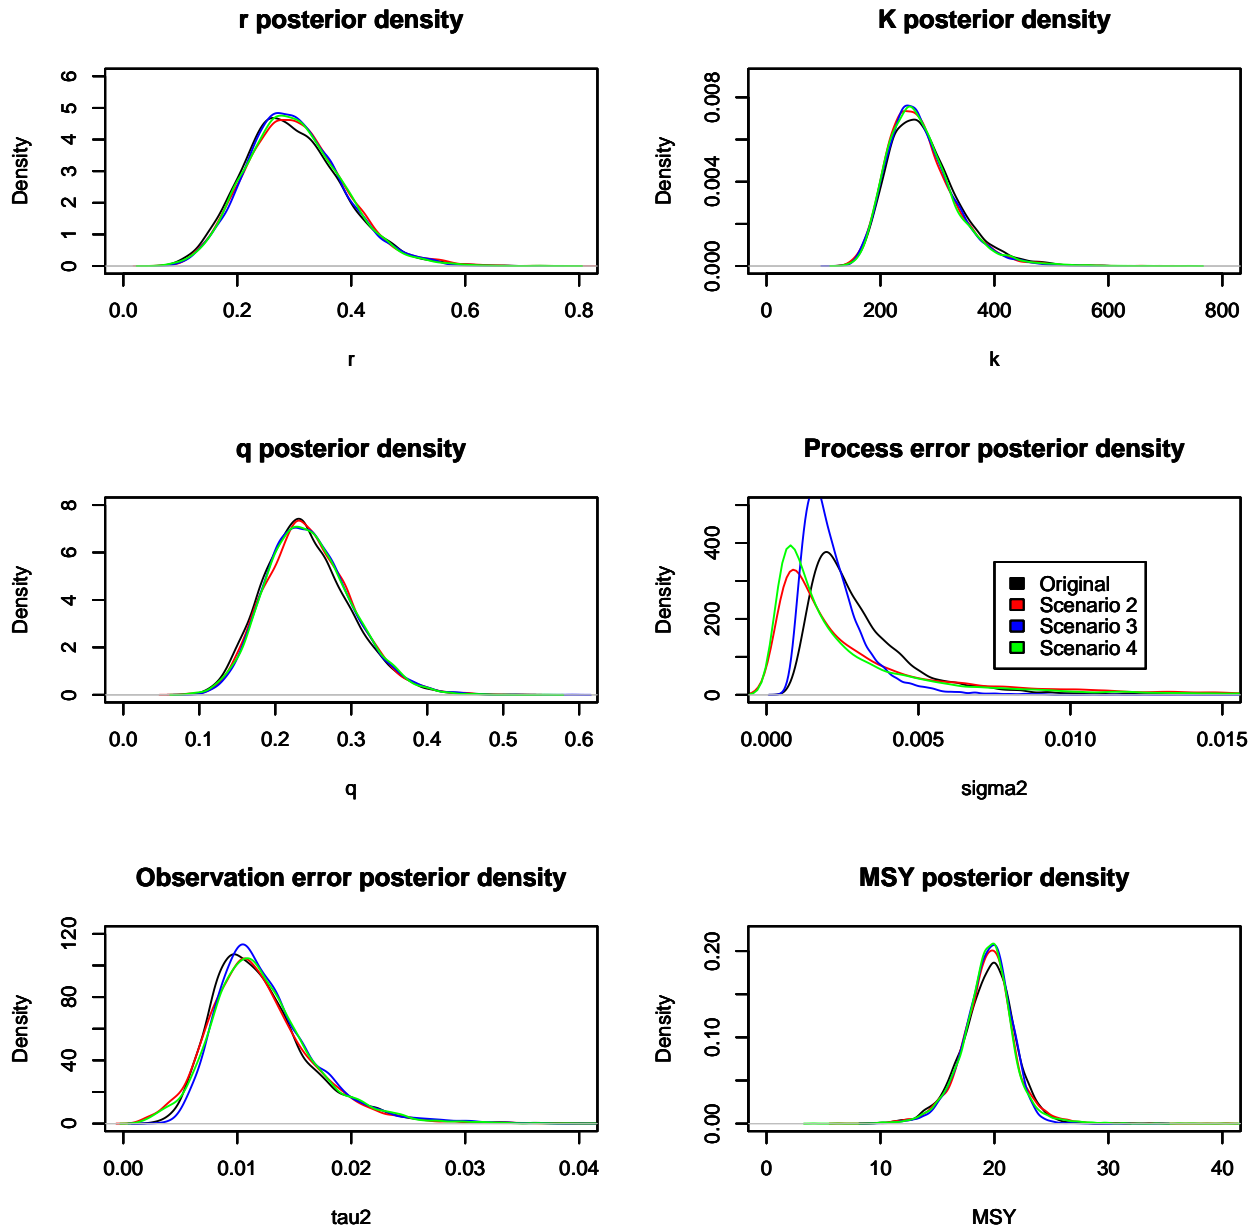 r posterior density
Density
0 1 2 3 4 5 6
0.0 0.2 0.4 0.6 0.8
r
K posterior density
Density
0.000 0.004 0.008
0 200 400 600 800
k
q posterior density
Density
0 2 4 6 8
0.0 0.1 0.2 0.3 0.4 0.5 0.6
q
Process error posterior density
Density
0 200 400
0.000 0.005 0.010 0.015
sigma2
Original
Scenario 2
Scenario 3
Scenario 4
Observation error posterior density
Density
0 40 80 120
0.00 0.01 0.02 0.03 0.04
tau2
MSY posterior density
Density
0.00 0.10 0.20
0 10 20 30 40
MSY